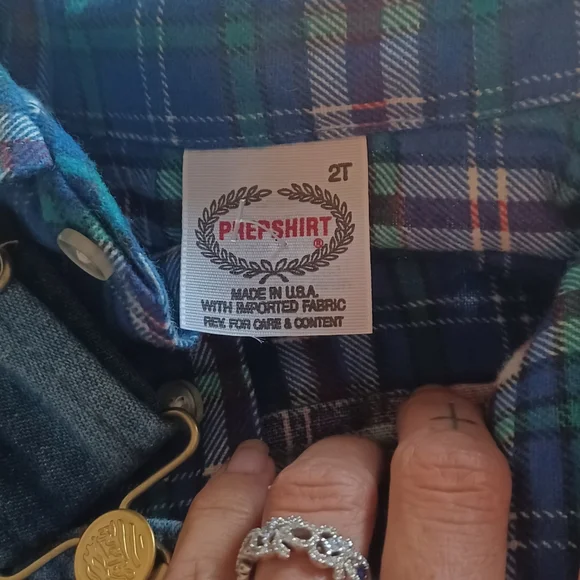 2T
PREPSHIRT
®
MADE IN U.S.A.
WITH IMPORTED FABRIC
REV. FOR CARE & CONTENT